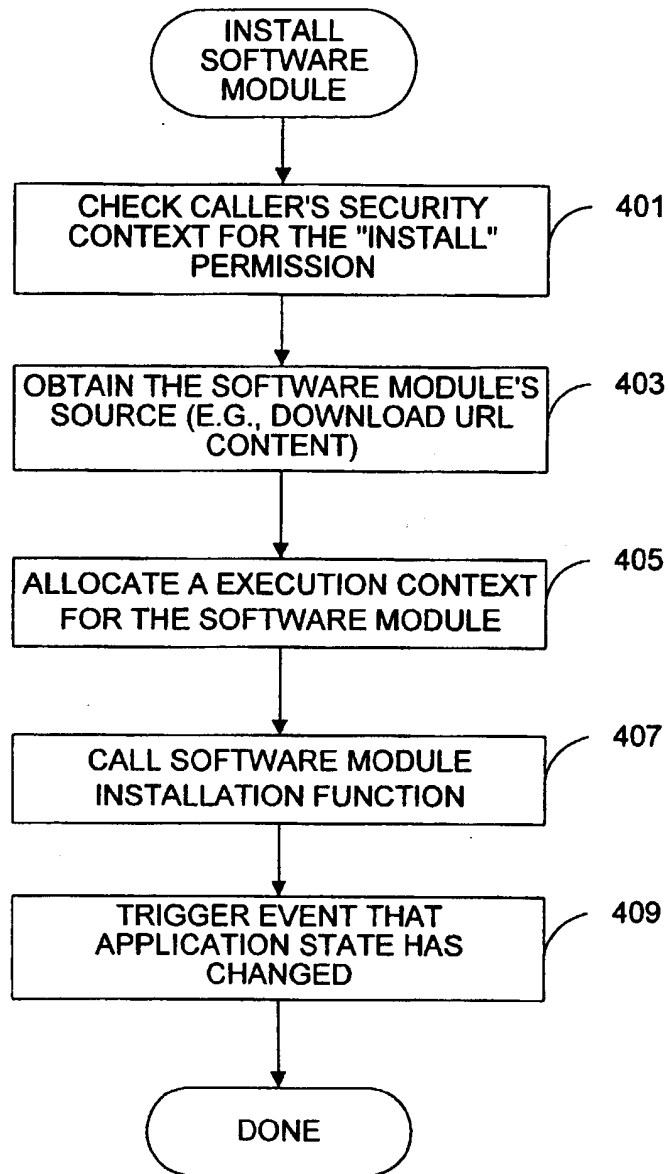 INSTALL
SOFTWARE
MODULE
CHECK CALLER'S SECURITY
CONTEXT FOR THE "INSTALL"
PERMISSION
401
OBTAIN THE SOFTWARE MODULE'S
SOURCE (E.G., DOWNLOAD URL
CONTENT)
403
ALLOCATE A EXECUTION CONTEXT
FOR THE SOFTWARE MODULE
405
CALL SOFTWARE MODULE
INSTALLATION FUNCTION
407
TRIGGER EVENT THAT
APPLICATION STATE HAS
CHANGED
409
DONE